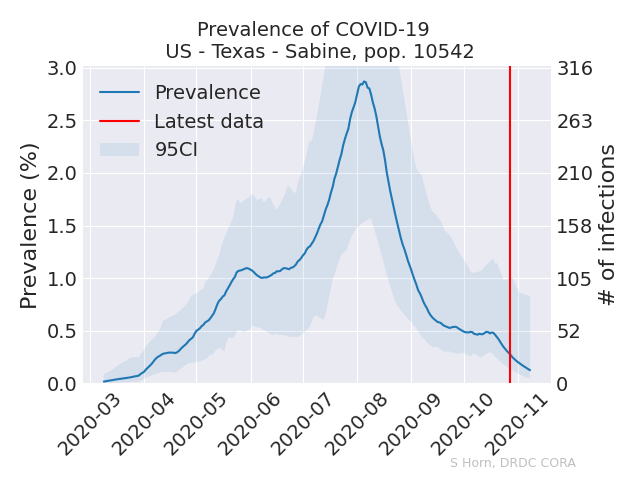 Prevalence of COVID-19
US - Texas - Sabine, pop. 10542
Prevalence (%)
3.0
2.5
2.0
1.5
1.0
0.5
0.0
Prevalence
Latest data
95CI
316
263
210
158
105
52
0
# of infections
2020-03
2020-04
2020-05
2020-06
2020-07
2020-08
2020-09
2020-10
2020-11
S Horn, DRDC CORA